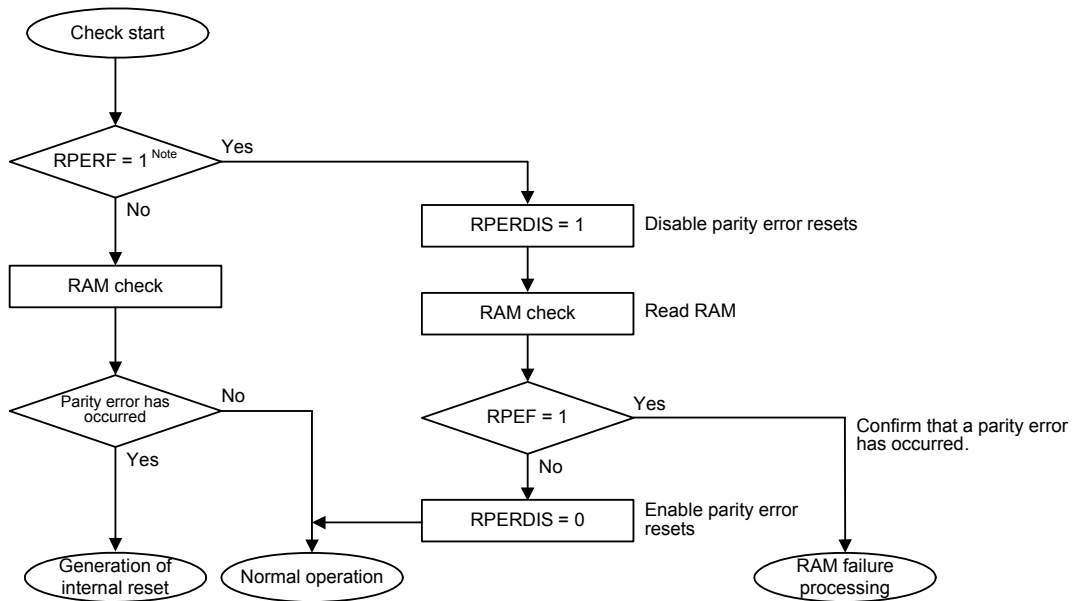 Check start
RPERF = 1 Note
Yes
No
RPERDIS = 1
Disable parity error resets
RAM check
RAM check
Read RAM
Parity error has
occurred
No
Yes
RPEF = 1
Yes
No
Confirm that a parity error
has occurred.
RPERDIS = 0
Enable parity error
resets
Generation of
internal reset
Normal operation
RAM failure
processing